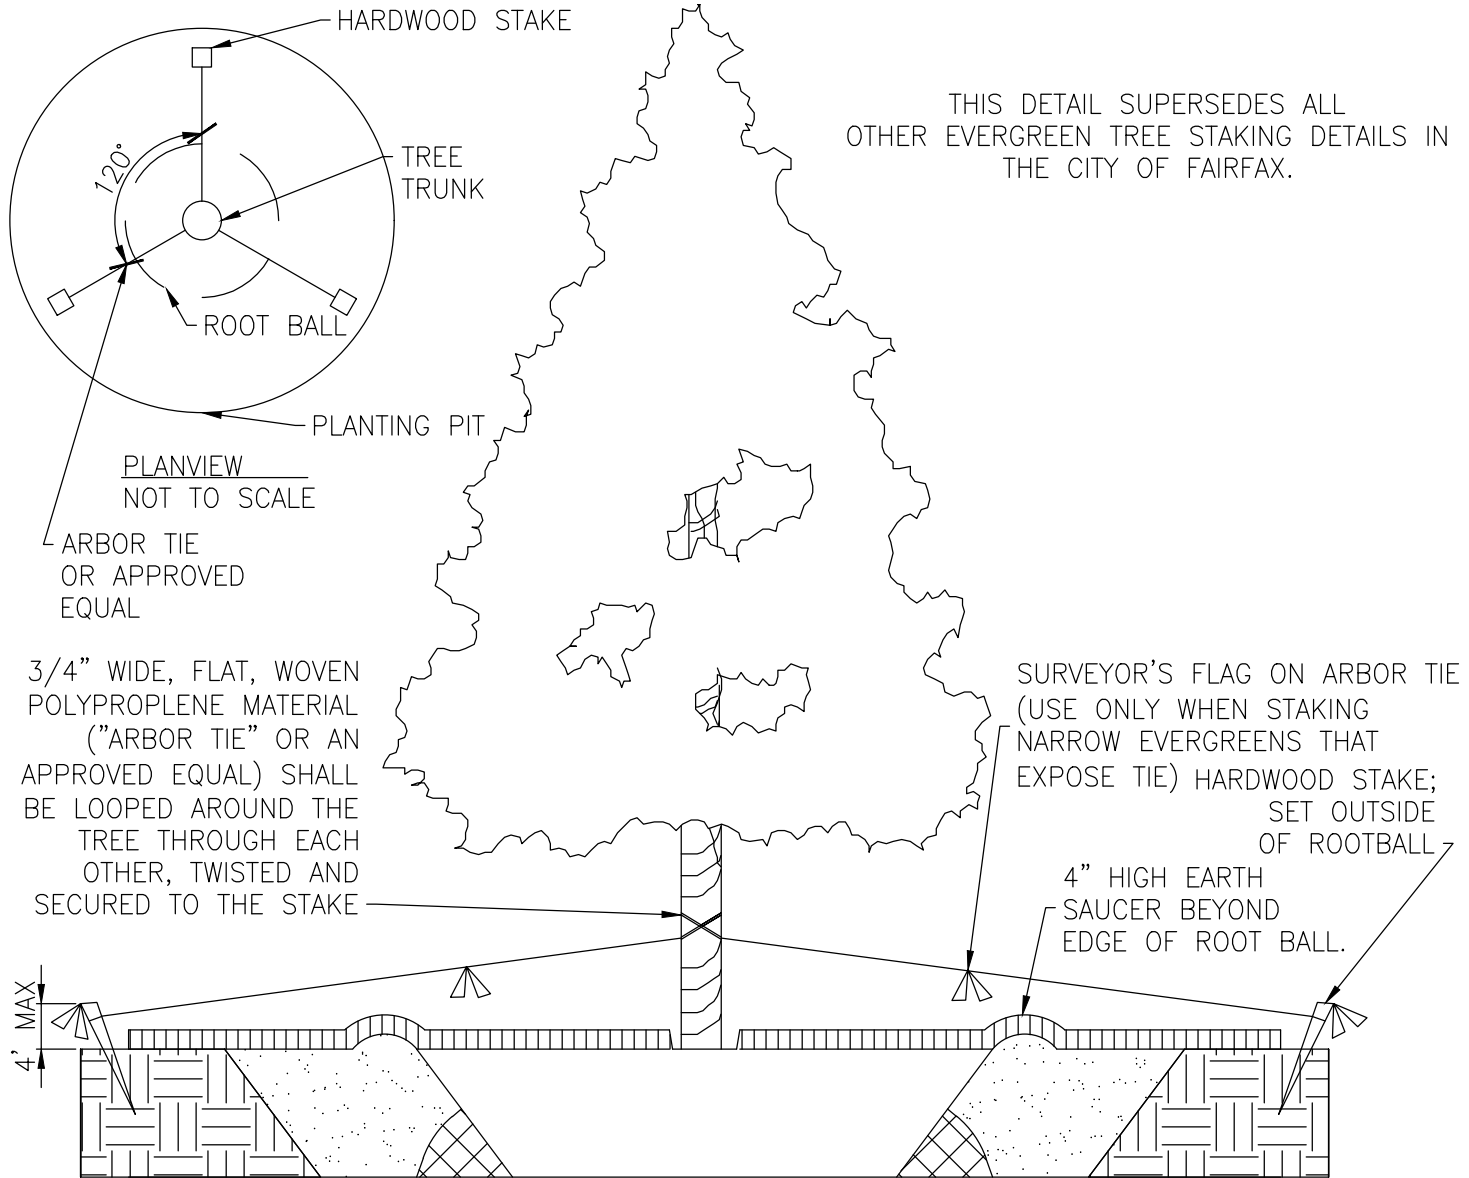 HARDWOOD STAKE
THIS DETAIL SUPERSEDES ALL
OTHER EVERGREEN TREE STAKING DETAILS IN
THE CITY OF FAIRFAX.
120°
TREE
TRUNK
ROOT BALL
PLANTING PIT
PLANVIEW
NOT TO SCALE
ARBOR TIE
OR APPROVED
EQUAL
3/4" WIDE, FLAT, WOVEN
POLYPROPLENE MATERIAL
("ARBOR TIE" OR AN
APPROVED EQUAL) SHALL
BE LOOPED AROUND THE
TREE THROUGH EACH
OTHER, TWISTED AND
SECURED TO THE STAKE
SURVEYOR'S FLAG ON ARBOR TIE
(USE ONLY WHEN STAKING
NARROW EVERGREENS THAT
EXPOSE TIE)
HARDWOOD STAKE;
SET OUTSIDE
OF ROOTBALL
4" HIGH EARTH
SAUCER BEYOND
EDGE OF ROOT BALL.
4' MAX